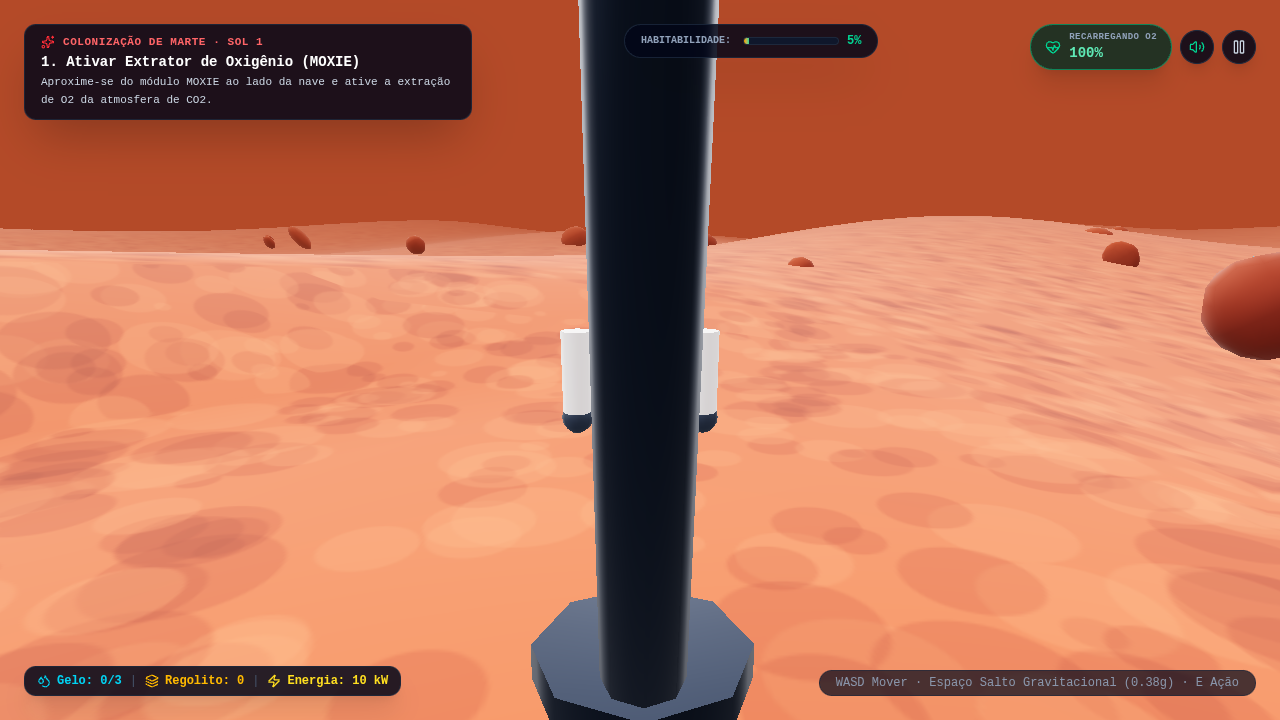 COLONIZAÇÃO DE MARTE · SOL 1
1. Ativar Extrator de Oxigênio (MOXIE)
Aproxime-se do módulo MOXIE ao lado da nave e ative a extração
de O2 da atmosfera de CO2.
HABITABILIDADE: 5%
RECARREGANDO O2
100%
Gelo: 0/3 | Regolito: 0 | Energia: 10 kW
WASD Mover · Espaço Salto Gravitacional (0.38g) · E Ação